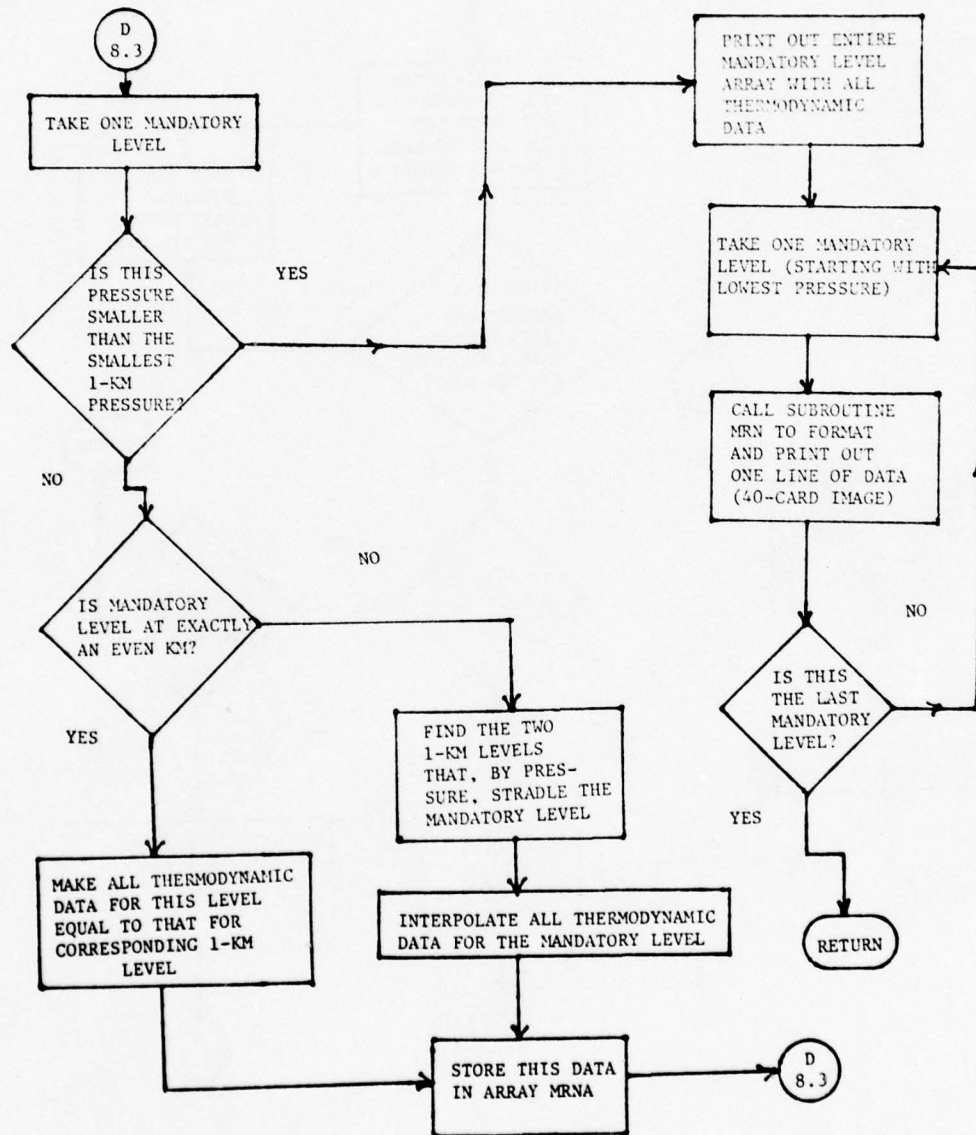 D
8.3
TAKE ONE MANDATORY
LEVEL
IS THIS
PRESSURE
SMALLER
THAN THE
SMALLEST
1-KM
PRESSURE?
YES
NO
IS MANDATORY
LEVEL AT EXACTLY
AN EVEN KM?
NO
YES
FIND THE TWO
1-KM LEVELS
THAT, BY PRES-
SURE, STRADLE THE
MANDATORY LEVEL
MAKE ALL THERMODYNAMIC
DATA FOR THIS LEVEL
EQUAL TO THAT FOR
CORRESPONDING 1-KM
LEVEL
INTERPOLATE ALL THERMODYNAMIC
DATA FOR THE MANDATORY LEVEL
STORE THIS DATA
IN ARRAY MRNA
D
8.3
PRINT OUT ENTIRE
MANDATORY LEVEL
ARRAY WITH ALL
THERMODYNAMIC
DATA
TAKE ONE MANDATORY
LEVEL (STARTING WITH
LOWEST PRESSURE)
CALL SUBROUTINE
MRN TO FORMAT
AND PRINT OUT
ONE LINE OF DATA
(40-CARD IMAGE)
IS THIS
THE LAST
MANDATORY
LEVEL?
NO
YES
RETURN